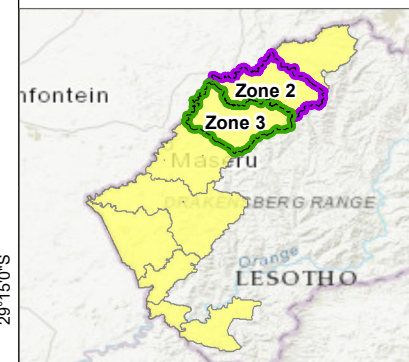 Zone 2
nfontein
Zone 3
Maseru
DRAKENSBERG RANGE
Orange
LESOTHO
29°15'0"S